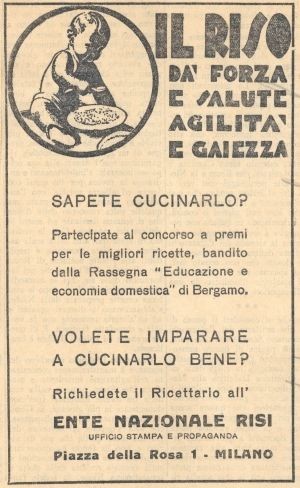 IL RISO
DA' FORZA
E SALUTE
AGILITA'
E GAIEZZA
SAPETE CUCINARLO?
Partecipate al concorso a premi
per le migliori ricette, bandito
dalla Rassegna "Educazione e
economia domestica" di Bergamo.
VOLETE IMPARARE
A CUCINARLO BENE?
Richiedete il Ricettario all'
ENTE NAZIONALE RISI
UFFICIO STAMPA E PROPAGANDA
Piazza della Rosa 1 - MILANO